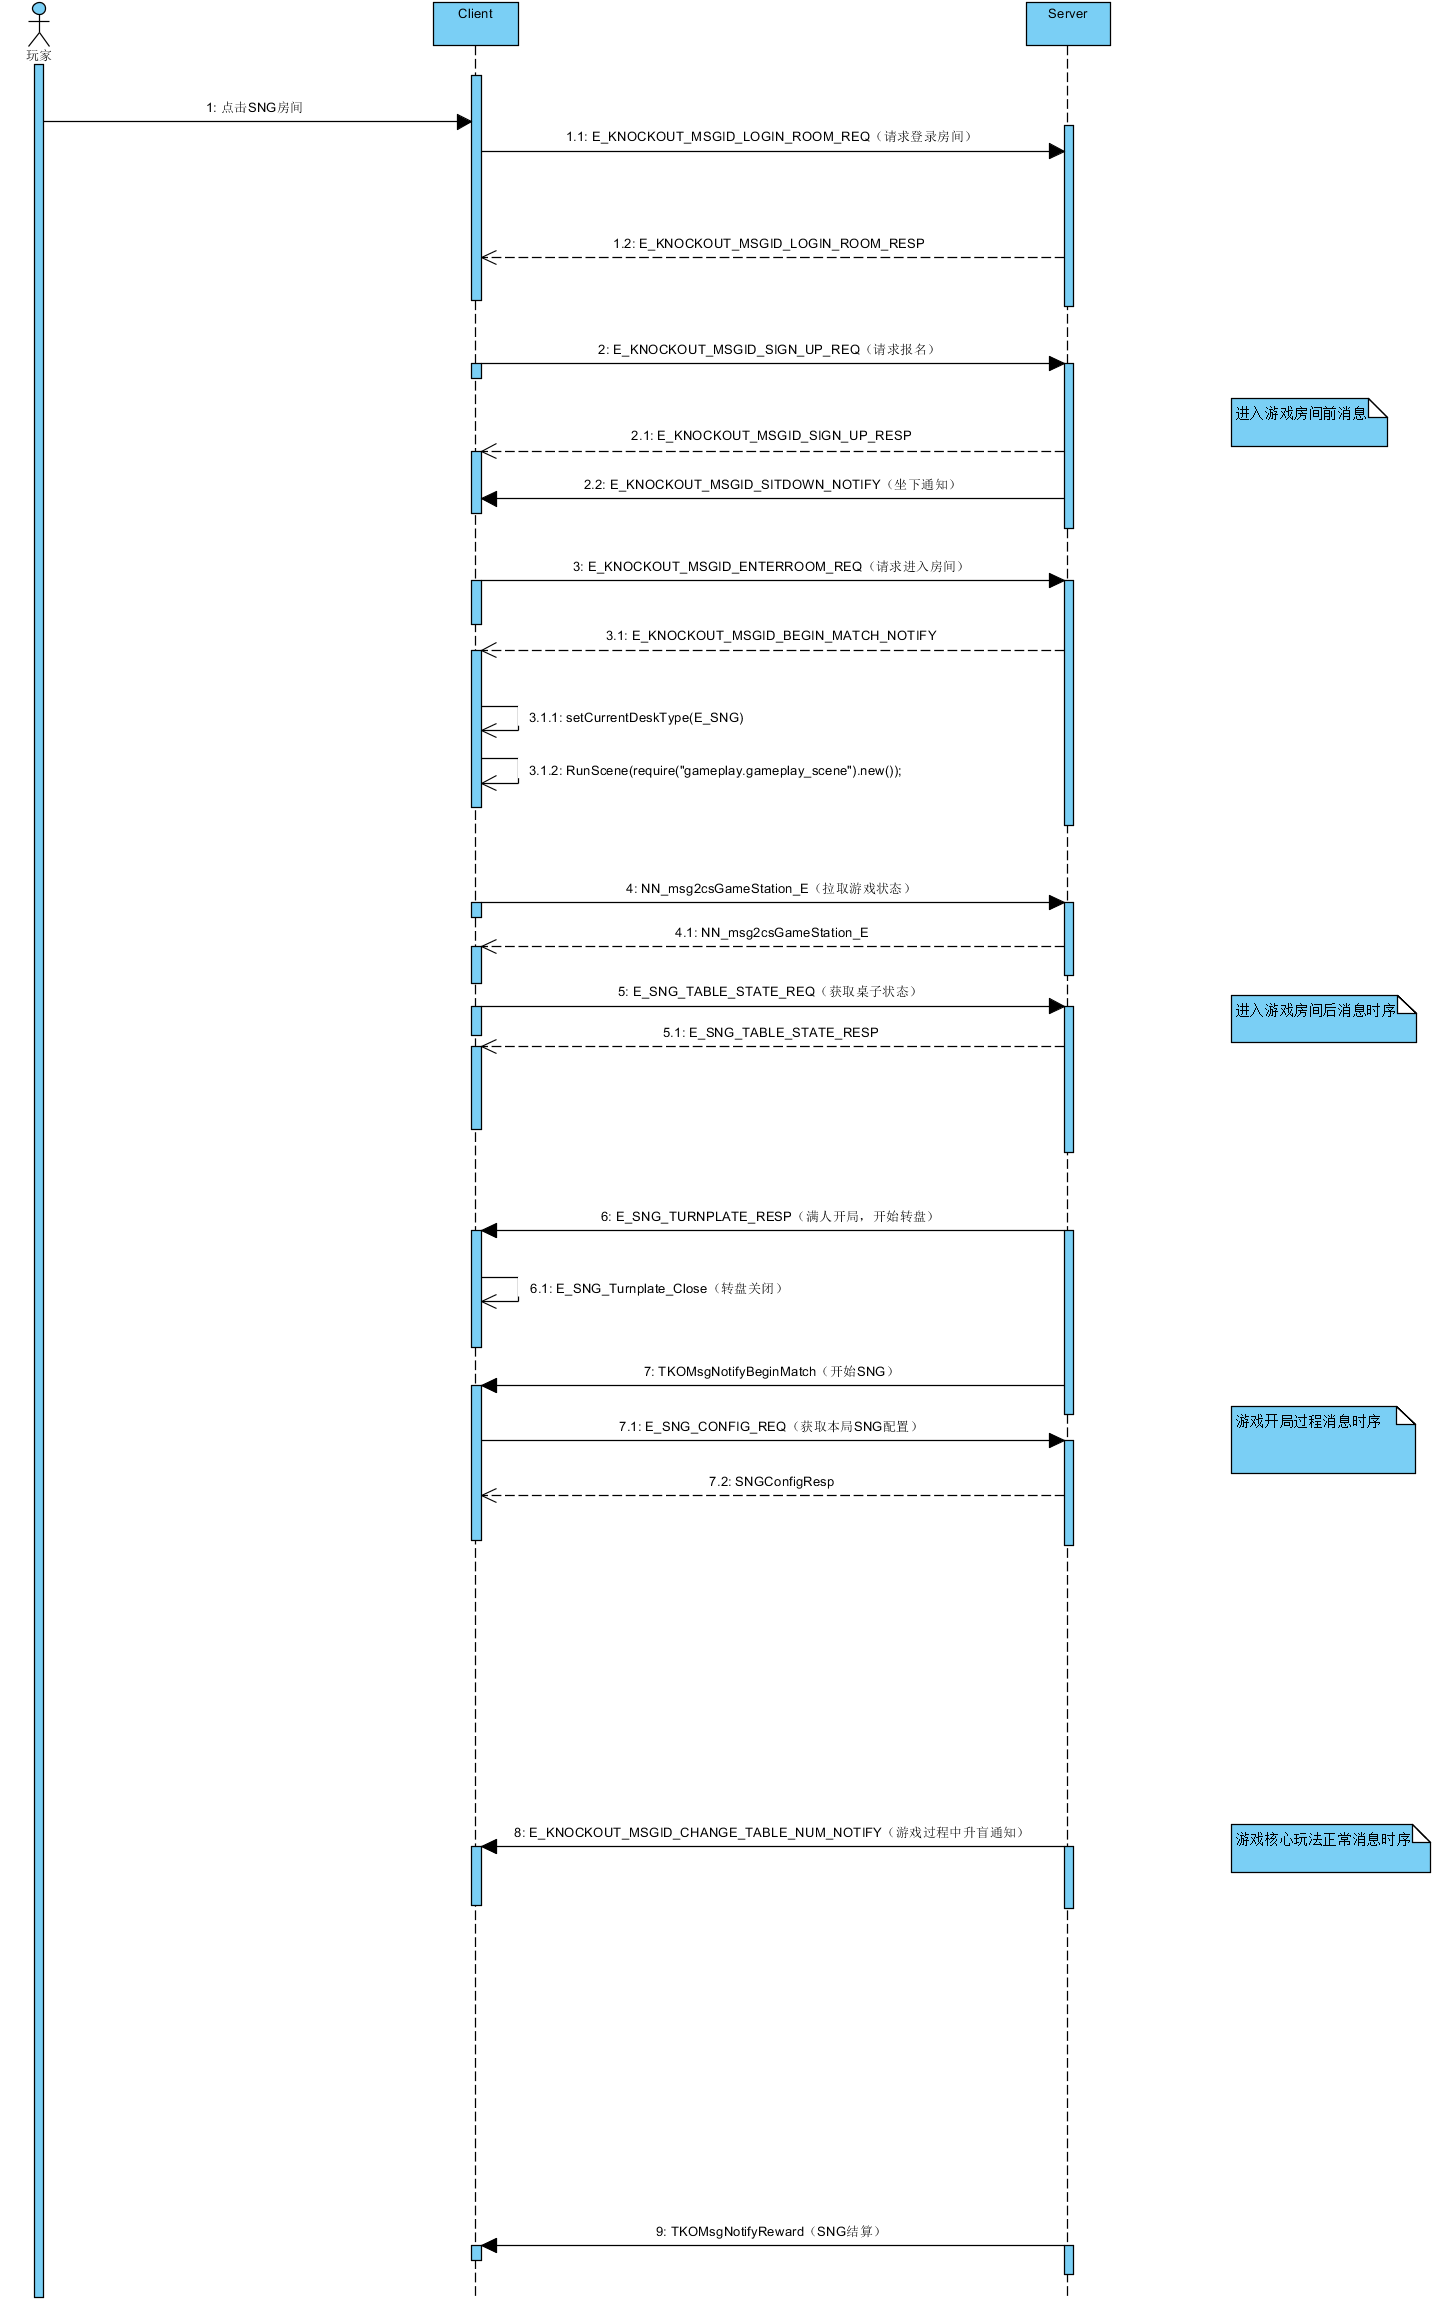 Client
Server
玩家
1: 点击SNG房间
1.1: E_KNOCKOUT_MSGID_LOGIN_ROOM_REQ（请求登录房间）
1.2: E_KNOCKOUT_MSGID_LOGIN_ROOM_RESP
2: E_KNOCKOUT_MSGID_SIGN_UP_REQ（请求报名）
进入游戏房间前消息
2.1: E_KNOCKOUT_MSGID_SIGN_UP_RESP
2.2: E_KNOCKOUT_MSGID_SITDOWN_NOTIFY（坐下通知）
3: E_KNOCKOUT_MSGID_ENTERROOM_REQ（请求进入房间）
3.1: E_KNOCKOUT_MSGID_BEGIN_MATCH_NOTIFY
3.1.1: setCurrentDeskType(E_SNG)
3.1.2: RunScene(require("gameplay.gameplay_scene").new());
4: NN_msg2csGameStation_E（拉取游戏状态）
4.1: NN_msg2csGameStation_E
5: E_SNG_TABLE_STATE_REQ（获取桌子状态）
进入游戏房间后消息时序
5.1: E_SNG_TABLE_STATE_RESP
6: E_SNG_TURNPLATE_RESP（满人开局，开始转盘）
6.1: E_SNG_Turnplate_Close（转盘关闭）
7: TKOMsgNotifyBeginMatch（开始SNG）
游戏开局过程消息时序
7.1: E_SNG_CONFIG_REQ（获取本局SNG配置）
7.2: SNGConfigResp
8: E_KNOCKOUT_MSGID_CHANGE_TABLE_NUM_NOTIFY（游戏过程中升盲通知）
游戏核心玩法正常消息时序
9: TKOMsgNotifyReward（SNG结算）